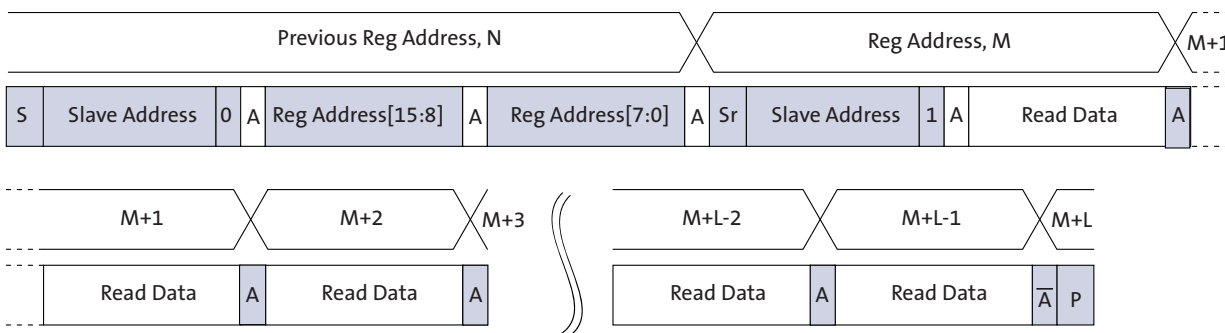 Previous Reg Address, N Reg Address, M M+1
S Slave Address 0 A Reg Address[15:8] A Reg Address[7:0] A Sr Slave Address 1 A Read Data A
M+1 M+2 M+3 M+L-2 M+L-1 M+L
Read Data A Read Data A Read Data A Read Data A̅ P